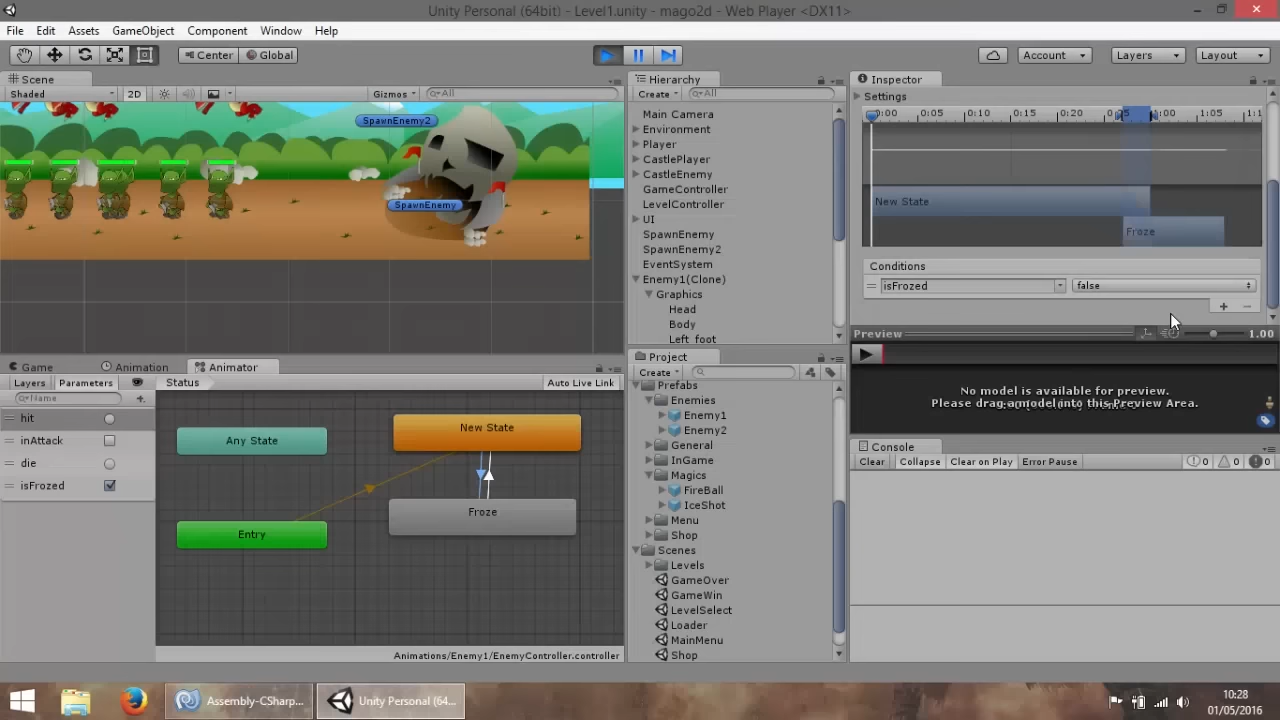 Unity Personal (64bit) - Level1.unity - mago2d - Web Player <DX11>
File Edit Assets GameObject Component Window Help
Center Global Account Layers Layout
Scene
Shaded 2D Gizmos All
SpawnEnemy2
SpawnEnemy
Hierarchy
Create All
Main Camera
Environment
Player
CastlePlayer
CastleEnemy
GameController
LevelController
UI
SpawnEnemy
SpawnEnemy2
EventSystem
Enemy1(Clone)
Graphics
Head
Body
Left foot
Inspector
Settings
0:00 0:05 0:10 0:15 0:20 1:00 1:05
New State
Froze
Conditions
isFrozed false
Preview 1.00
No model is available for preview.
Please drag a model into this Preview Area.
Game Animation Animator
Layers Parameters Status Auto Live Link
Name
hit
inAttack
die
isFrozed
Any State
New State
Froze
Entry
Animations/Enemy1/EnemyController.controller
Project
Create
Prefabs
Enemies
Enemy1
Enemy2
General
InGame
Magics
FireBall
IceShot
Menu
Shop
Scenes
Levels
GameOver
GameWin
LevelSelect
Loader
MainMenu
Shop
Console
Clear Collapse Clear on Play Error Pause 0 0 0
Assembly-CSharp... Unity Personal (64...
10:28
01/05/2016